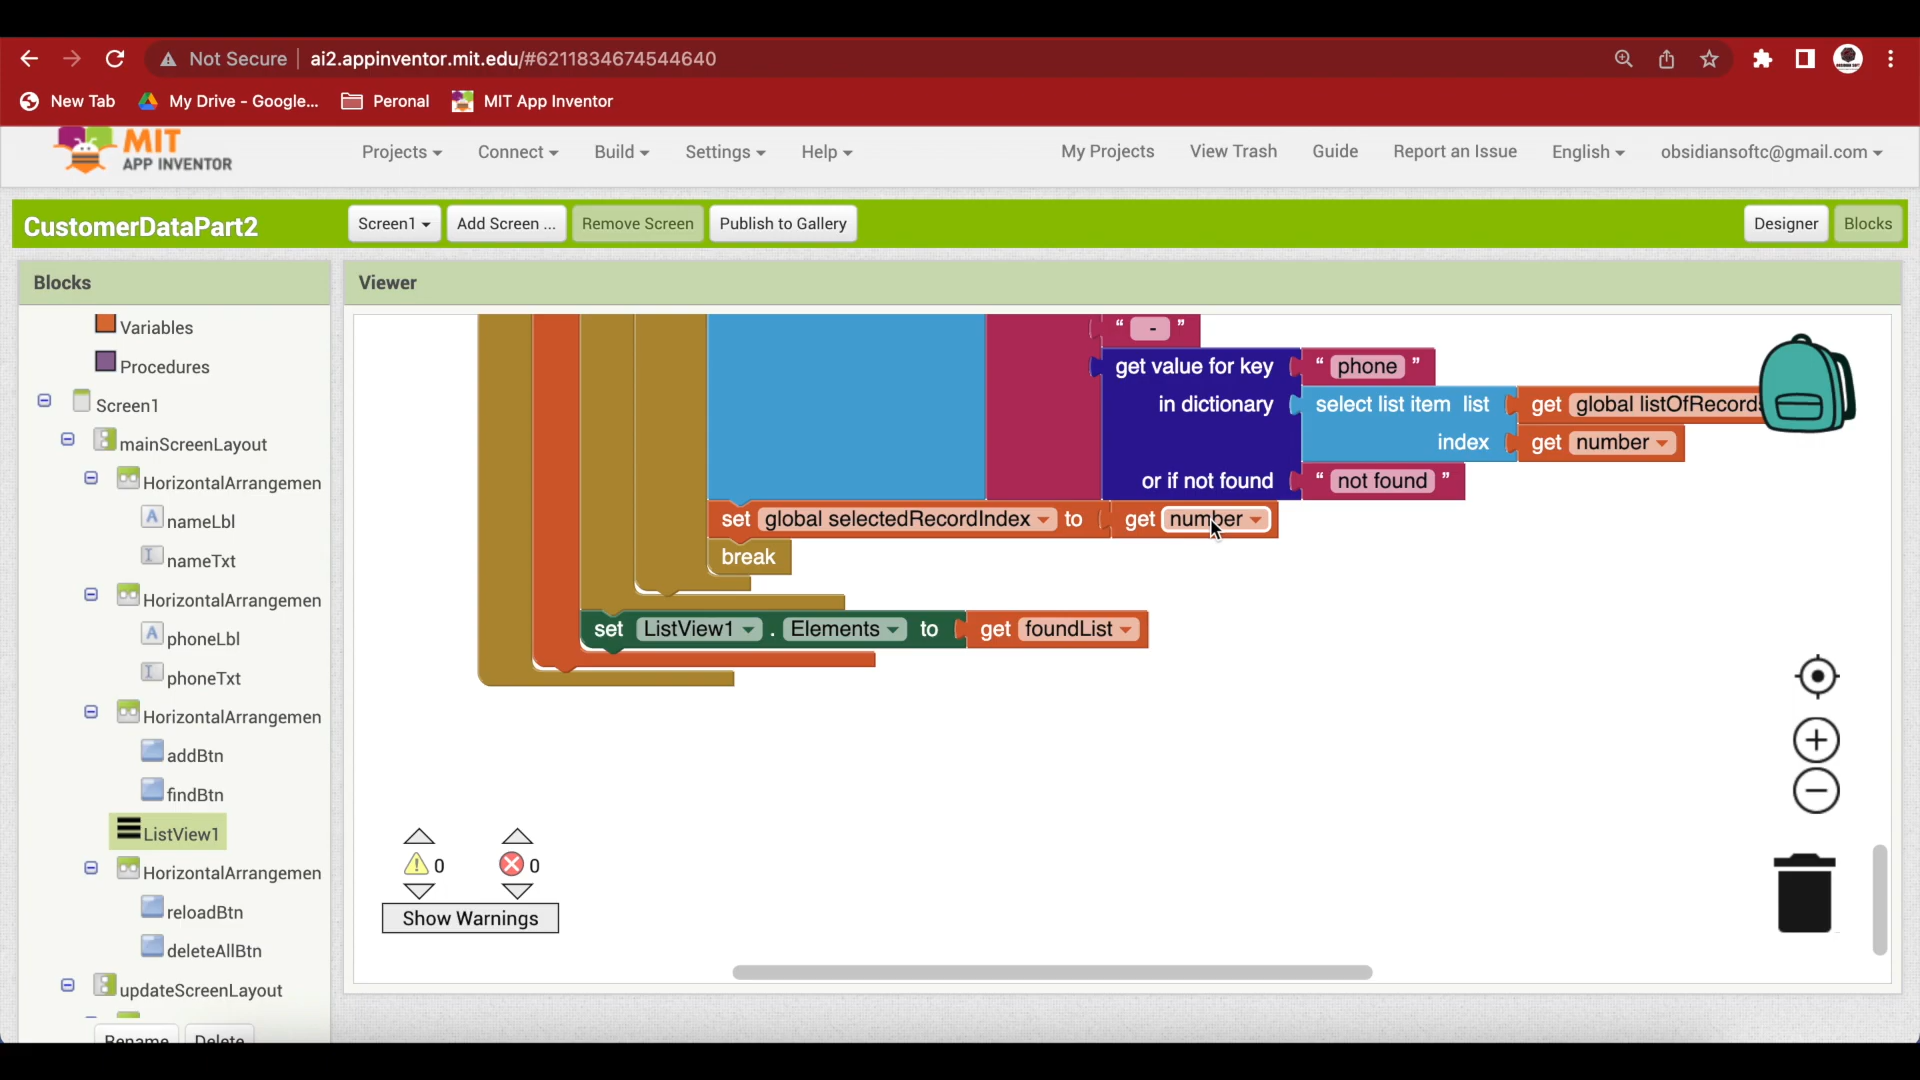 Not Secure | ai2.appinventor.mit.edu/#6211834674544640
New Tab My Drive - Google... Peronal MIT App Inventor
MIT
APP INVENTOR
Projects Connect Build Settings Help My Projects View Trash Guide Report an Issue English obsidiansoftc@gmail.com
CustomerDataPart2 Screen1 Add Screen ... Remove Screen Publish to Gallery Designer Blocks
Blocks
Viewer
Variables
Procedures
Screen1
mainScreenLayout
HorizontalArrangemen
nameLbl
nameTxt
HorizontalArrangemen
phoneLbl
phoneTxt
HorizontalArrangemen
addBtn
findBtn
ListView1
HorizontalArrangemen
reloadBtn
deleteAllBtn
updateScreenLayout
Rename Delete
“ - ”
get value for key “ phone ”
in dictionary select list item list get global listOfRecords
index get number
or if not found “ not found ”
set global selectedRecordIndex to get number
break
set ListView1 . Elements to get foundList
0 0
Show Warnings